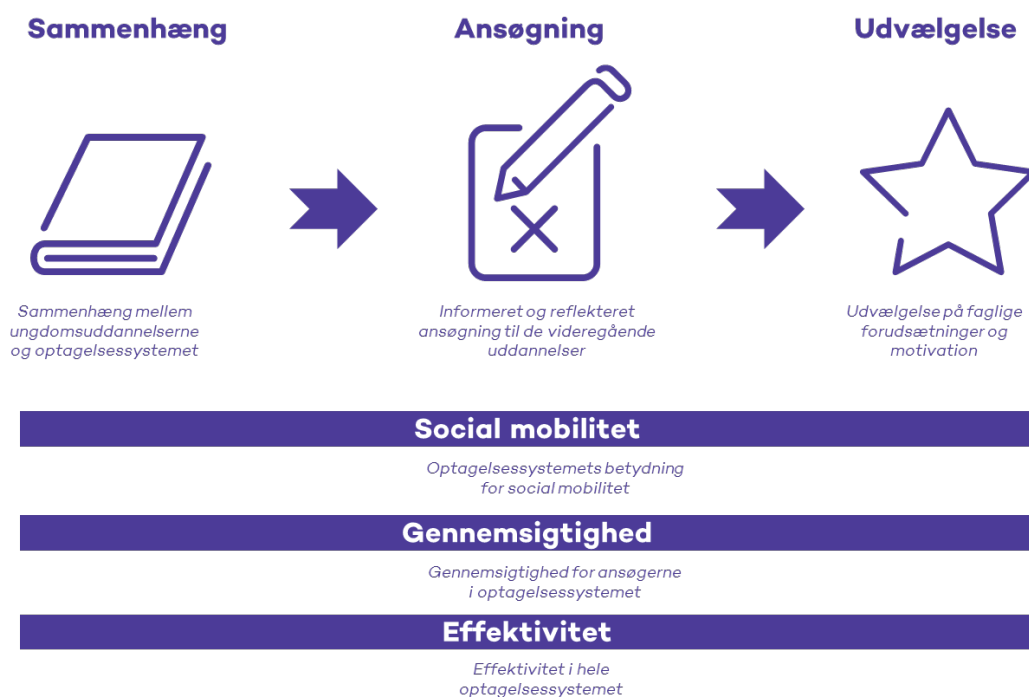 Sammenhæng
Ansøgning
Udvælgelse
Sammenhæng mellem
ungdomsuddannelserne
og optagelsessystemet
Informeret og reflekteret
ansøgning til de videregående
uddannelser
Udvælgelse på faglige
forudsætninger og
motivation
Social mobilitet
Optagelsessystemets betydning
for social mobilitet
Gennemsigtighed
Gennemsigtighed for ansøgerne
i optagelsessystemet
Effektivitet
Effektivitet i hele
optagelsessystemet